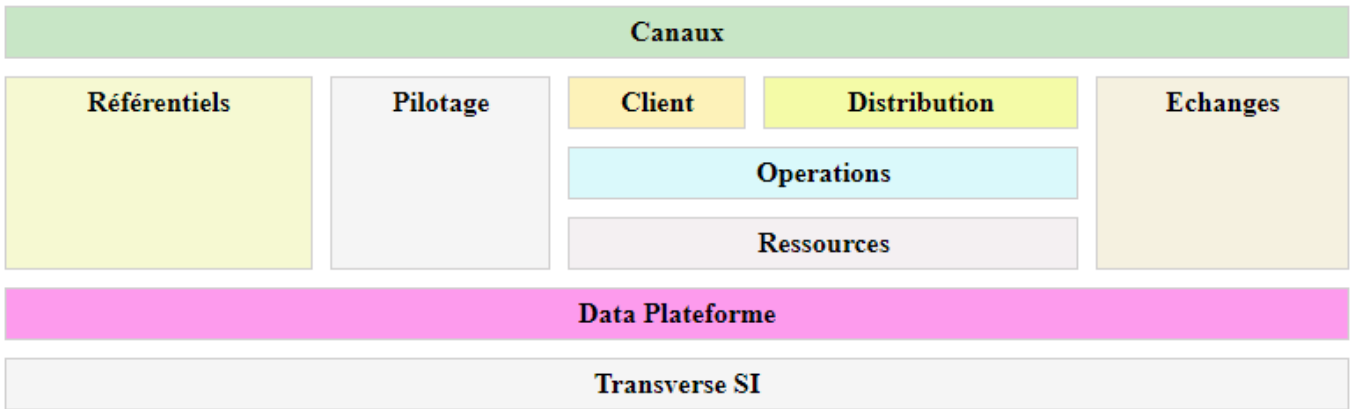 Canaux
Référentiels
Pilotage
Client
Distribution
Echanges
Operations
Ressources
Data Plateforme
Transverse SI